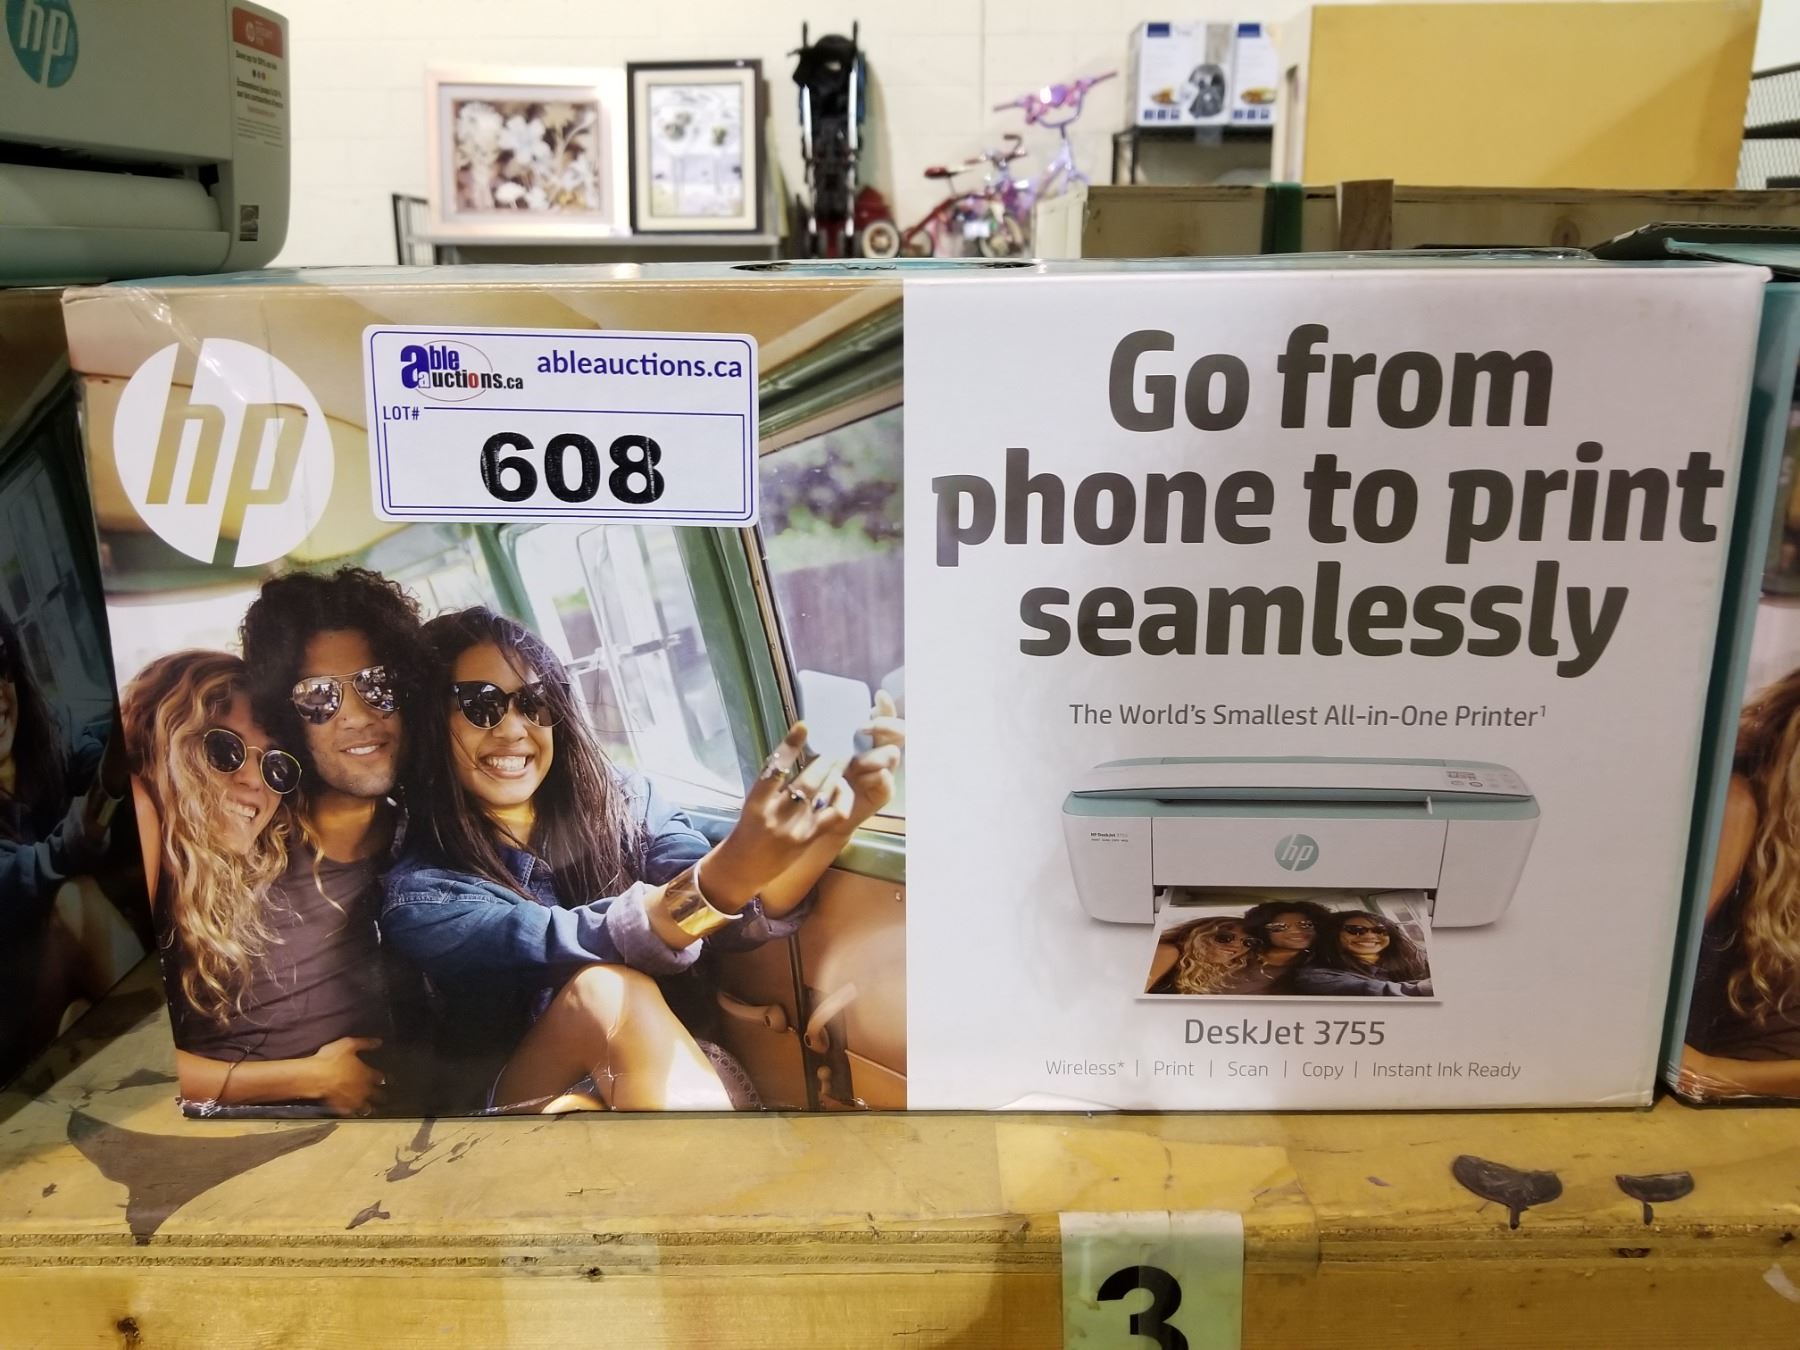 hp
hp
able
auctions.ca
ableauctions.ca
LOT#
608
Go from
phone to print
seamlessly
The World's Smallest All-in-One Printer¹
hp
DeskJet 3755
Wireless* | Print | Scan | Copy | Instant Ink Ready
3